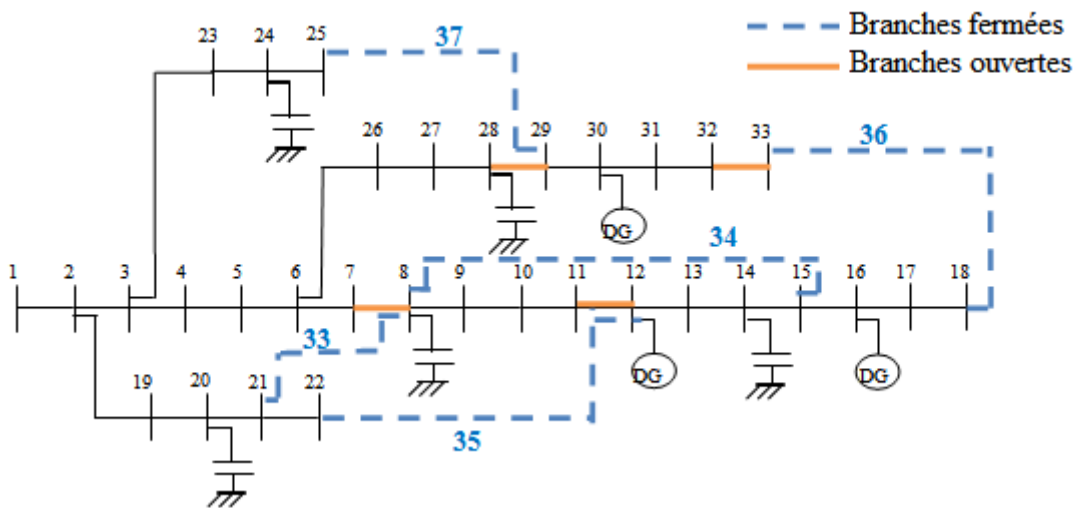 Branches fermées
Branches ouvertes
23 24 25
37
26 27 28 29 30 31 32 33
36
DG
34
1 2 3 4 5 6 7 8 9 10 11 12 13 14 15 16 17 18
33
DG
DG
19 20 21 22
35